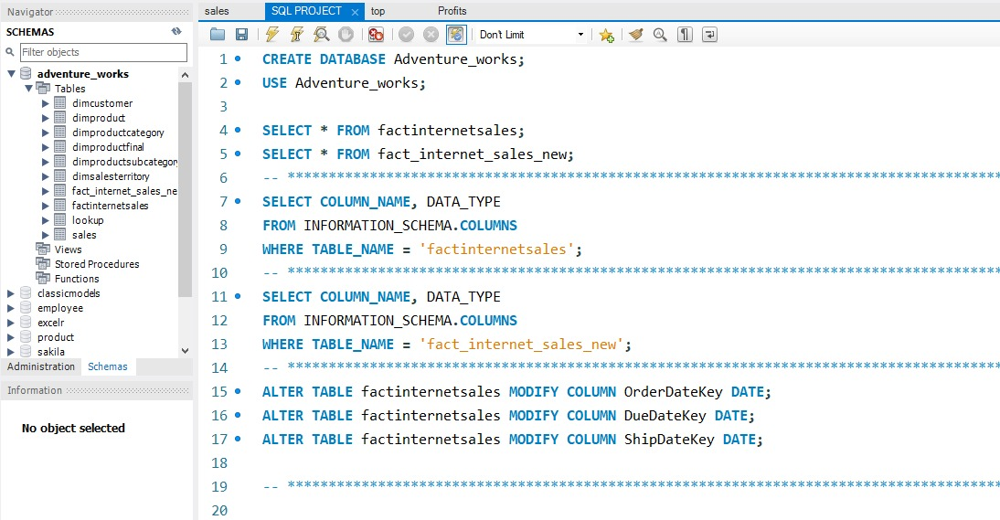 Navigator
SCHEMAS
Filter objects
adventure_works
Tables
dimcustomer
dimproduct
dimproductcategory
dimproductfinal
dimproductsubcategory
dimsalesterritory
fact_internet_sales_ne
factinternetsales
lookup
sales
Views
Stored Procedures
Functions
classicmodels
employee
excelr
product
sakila
Administration Schemas
Information
No object selected
sales SQL PROJECT top Profits
Don't Limit
1 CREATE DATABASE Adventure_works;
2 USE Adventure_works;
3
4 SELECT * FROM factinternetsales;
5 SELECT * FROM fact_internet_sales_new;
6 -- ******************************************************************************************
7 SELECT COLUMN_NAME, DATA_TYPE
8 FROM INFORMATION_SCHEMA.COLUMNS
9 WHERE TABLE_NAME = 'factinternetsales';
10 -- ******************************************************************************************
11 SELECT COLUMN_NAME, DATA_TYPE
12 FROM INFORMATION_SCHEMA.COLUMNS
13 WHERE TABLE_NAME = 'fact_internet_sales_new';
14 -- ******************************************************************************************
15 ALTER TABLE factinternetsales MODIFY COLUMN OrderDateKey DATE;
16 ALTER TABLE factinternetsales MODIFY COLUMN DueDateKey DATE;
17 ALTER TABLE factinternetsales MODIFY COLUMN ShipDateKey DATE;
18
19 -- ******************************************************************************************
20